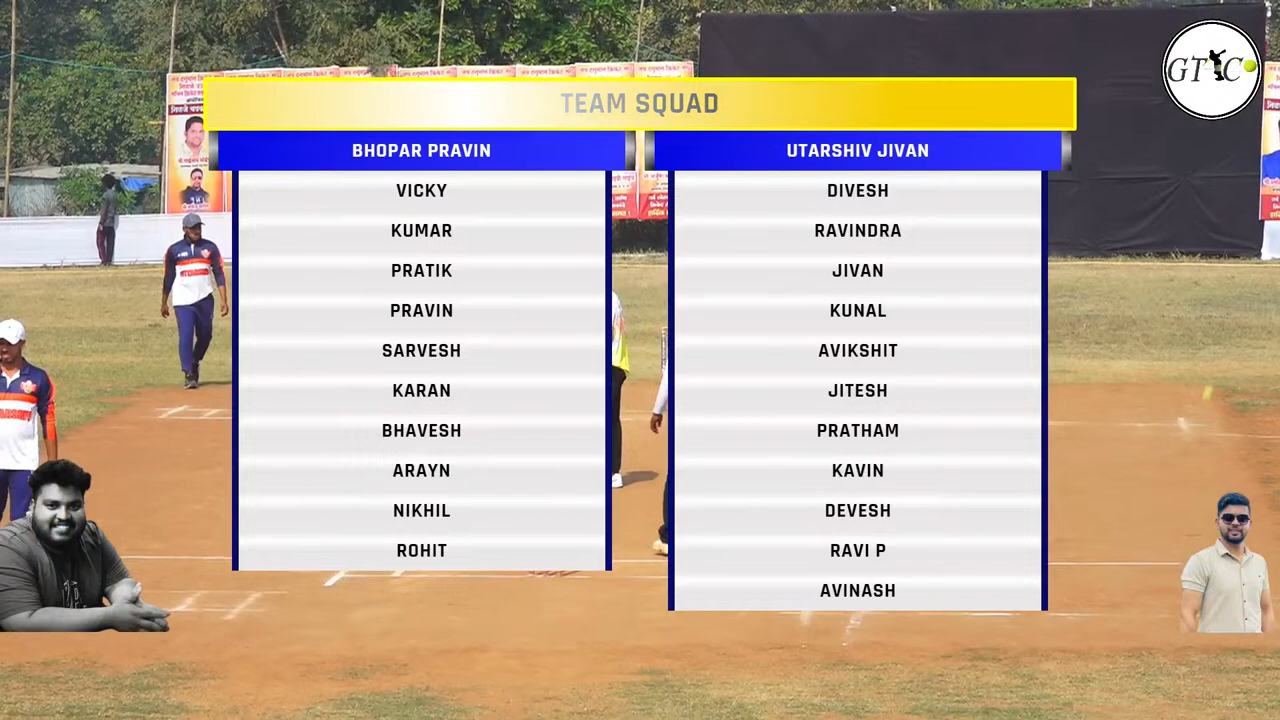 TEAM SQUAD
BHOPAR PRAVIN
VICKY
KUMAR
PRATIK
PRAVIN
SARVESH
KARAN
BHAVESH
ARAYN
NIKHIL
ROHIT
UTARSHIV JIVAN
DIVESH
RAVINDRA
JIVAN
KUNAL
AVIKSHIT
JITESH
PRATHAM
KAVIN
DEVESH
RAVI P
AVINASH
GTC